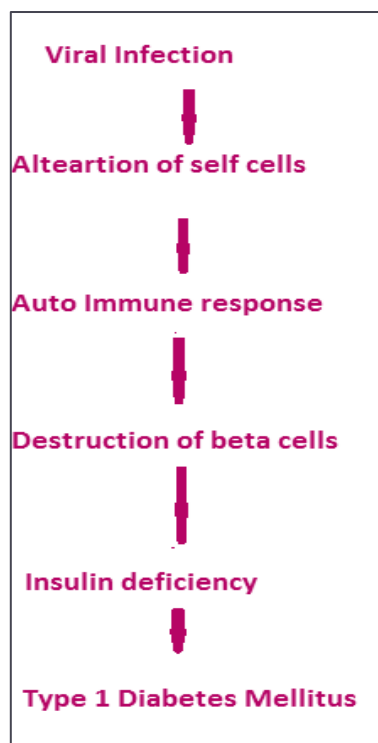 Viral Infection
Alteartion of self cells
Auto Immune response
Destruction of beta cells
Insulin deficiency
Type 1 Diabetes Mellitus